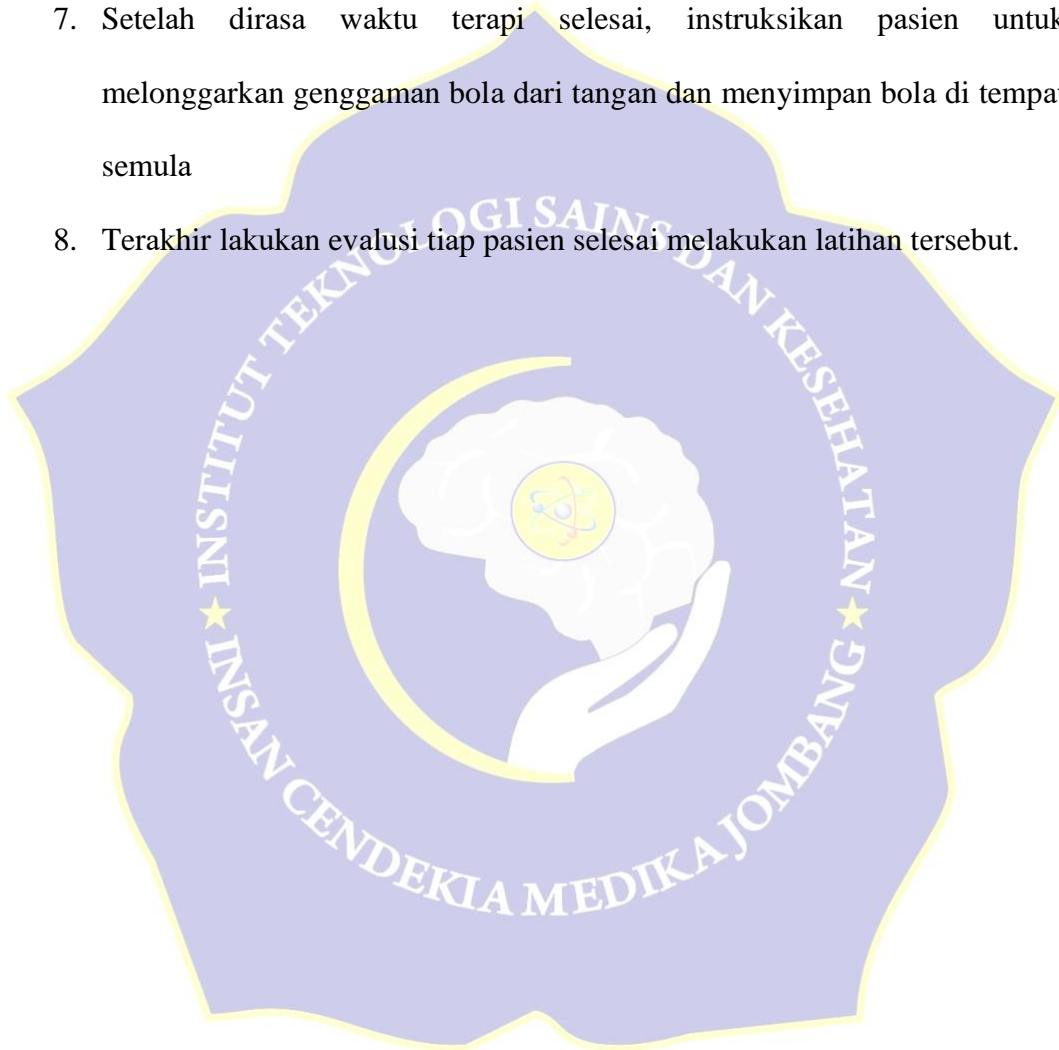 7. Setelah dirasa waktu terapi selesai, instruksikan pasien untuk
melonggarkan genggaman bola dari tangan dan menyimpan bola di tempat
semula
8. Terakhir lakukan evalusi tiap pasien selesai melakukan latihan tersebut.
INSTITUT TEKNOLOGI SAINS DAN KESEHATAN
INSAN CENDEKIA MEDIKA JOMBANG